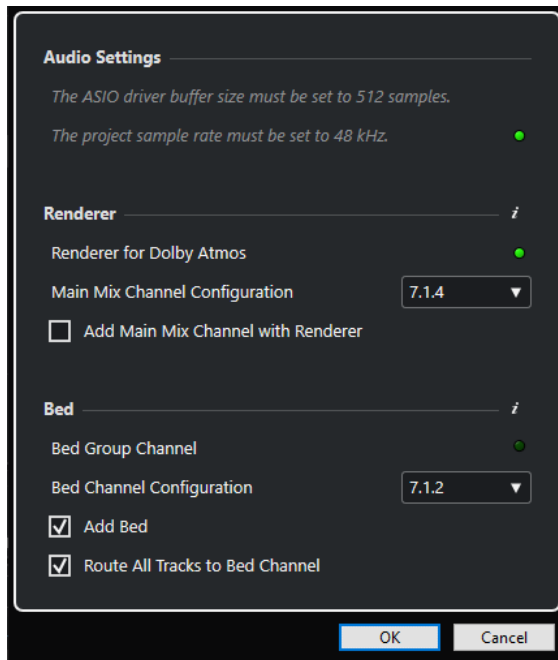 Audio Settings
The ASIO driver buffer size must be set to 512 samples.
The project sample rate must be set to 48 kHz.
Renderer i
Renderer for Dolby Atmos
Main Mix Channel Configuration 7.1.4
Add Main Mix Channel with Renderer
Bed i
Bed Group Channel
Bed Channel Configuration 7.1.2
Add Bed
Route All Tracks to Bed Channel
OK Cancel